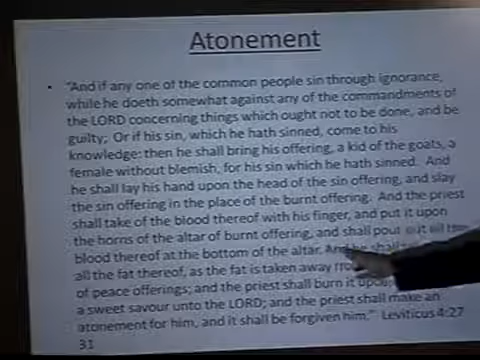 Atonement
• "And if any one of the common people sin through ignorance,
while he doeth somewhat against any of the commandments of
the LORD concerning things which ought not to be done, and be
guilty; Or if his sin, which he hath sinned, come to his
knowledge: then he shall bring his offering, a kid of the goats, a
female without blemish, for his sin which he hath sinned. And
he shall lay his hand upon the head of the sin offering, and slay
the sin offering in the place of the burnt offering. And the priest
shall take of the blood thereof with his finger, and put it upon
the horns of the altar of burnt offering, and shall pour out all the
blood thereof at the bottom of the altar. And he shall
all the fat thereof, as the fat is taken away
of peace offerings; and the priest shall burn it
a sweet savour unto the LORD; and the priest shall make an
atonement for him, and it shall be forgiven him." Leviticus 4:27
31